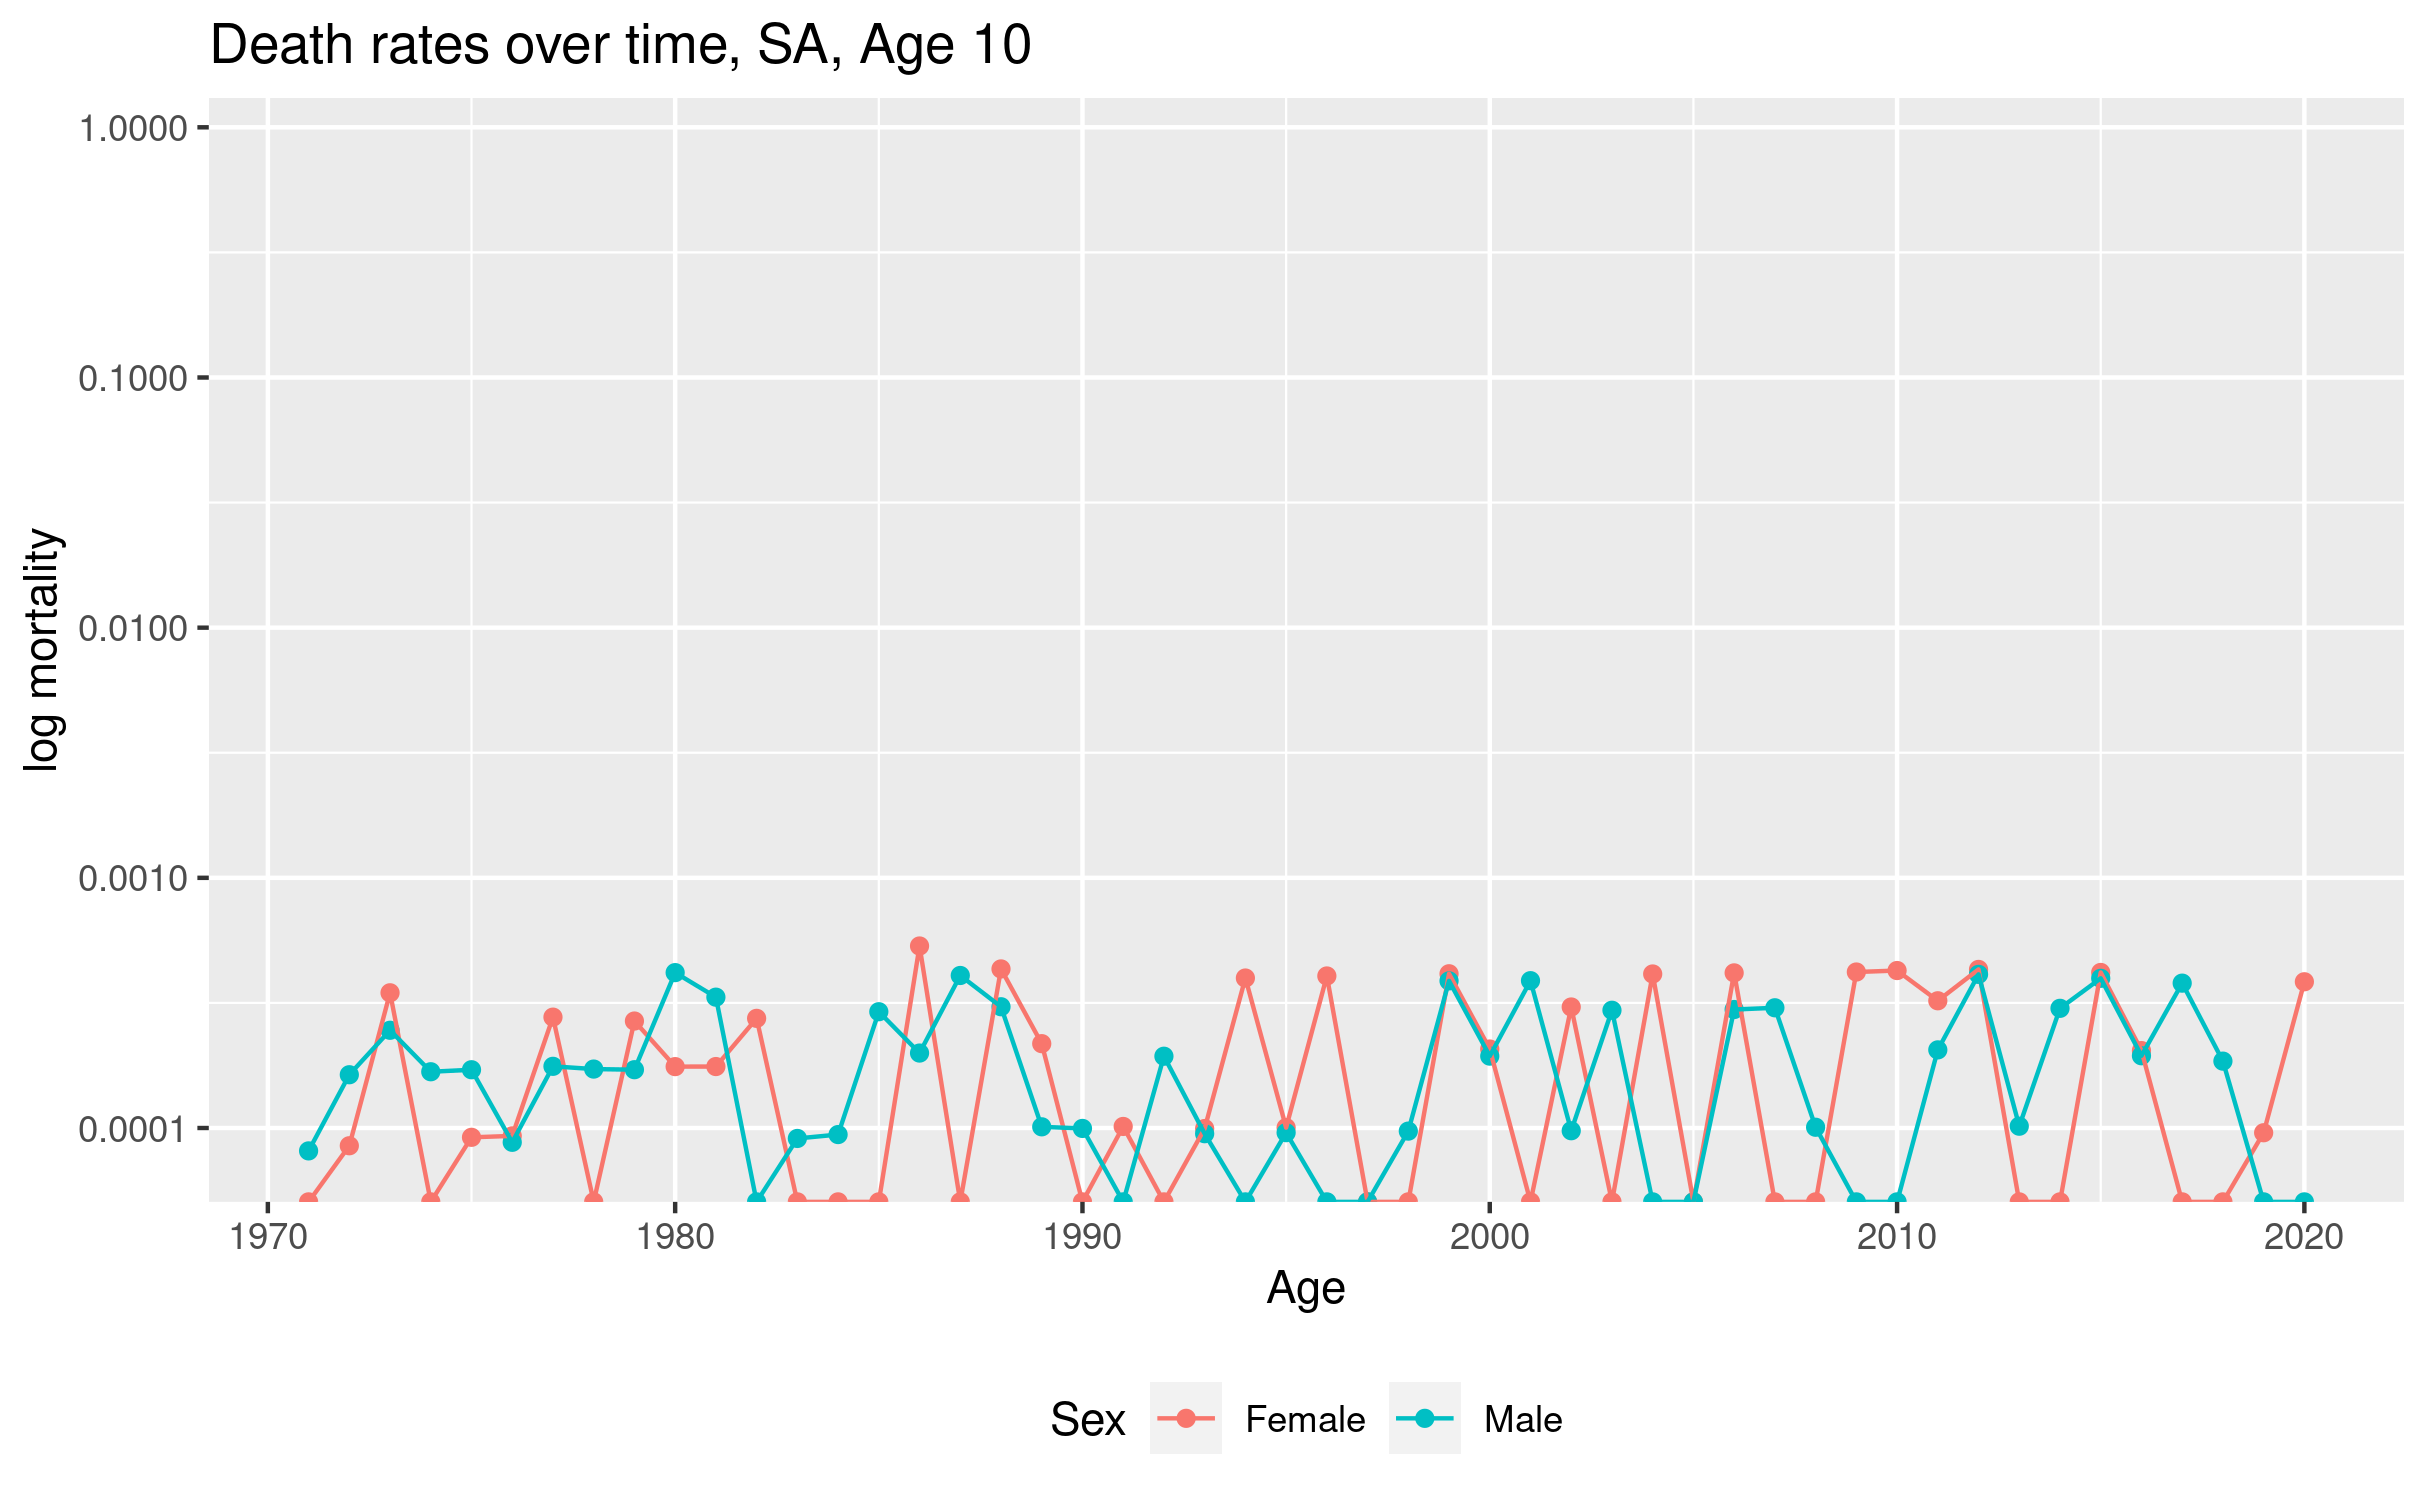 Death rates over time, SA, Age 10
1.0000
0.1000
0.0100
0.0010
0.0001
log mortality
1970 1980 1990 2000 2010 2020
Age
Sex Female Male